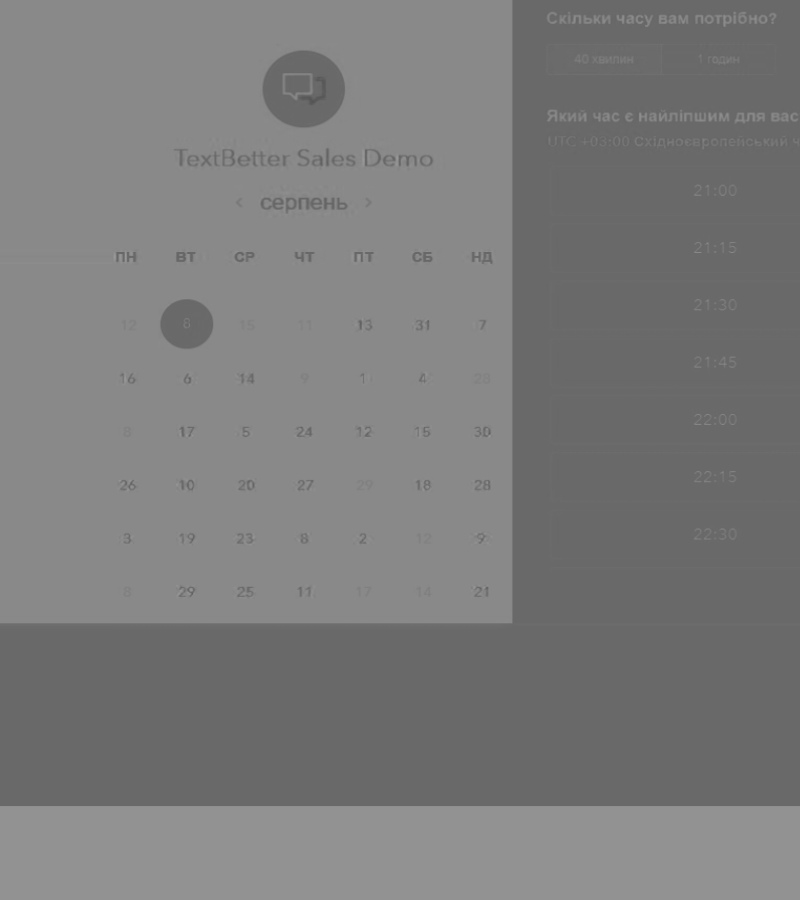 TextBetter Sales Demo
‹ серпень ›
ПН ВТ СР ЧТ ПТ СБ НД
12 8 15 11 13 31 7
16 6 14 9 1 4 28
8 17 5 24 12 15 30
26 10 20 27 29 18 28
3 19 23 8 2 12 9
8 29 25 11 17 14 21
Скільки часу вам потрібно?
40 хвилин 1 годин
Який час є найліпшим для вас
UTC +03:00 Східноєвропейський ч
21:00
21:15
21:30
21:45
22:00
22:15
22:30